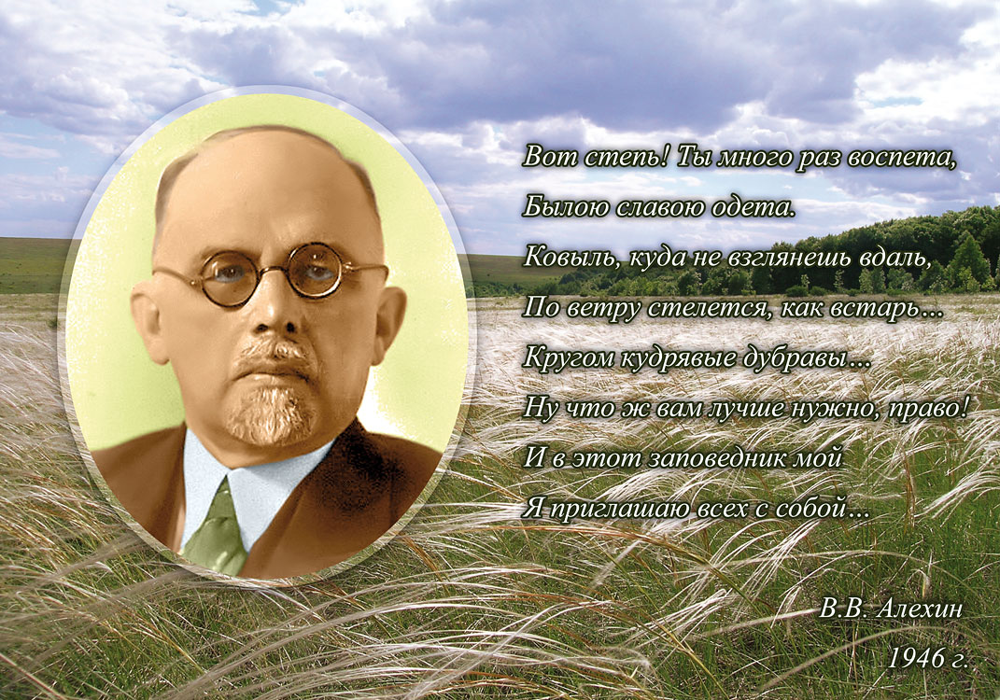 Вот степь! Ты много раз воспета,
Былою славою одета.
Ковыль, куда не взглянешь вдаль,
По ветру стелется, как встарь...
Кругом кудрявые дубравы...
Ну что ж вам лучше нужно, право!
И в этот заповедник мой
Я приглашаю всех с собой...
В.В. Алехин
1946 г.